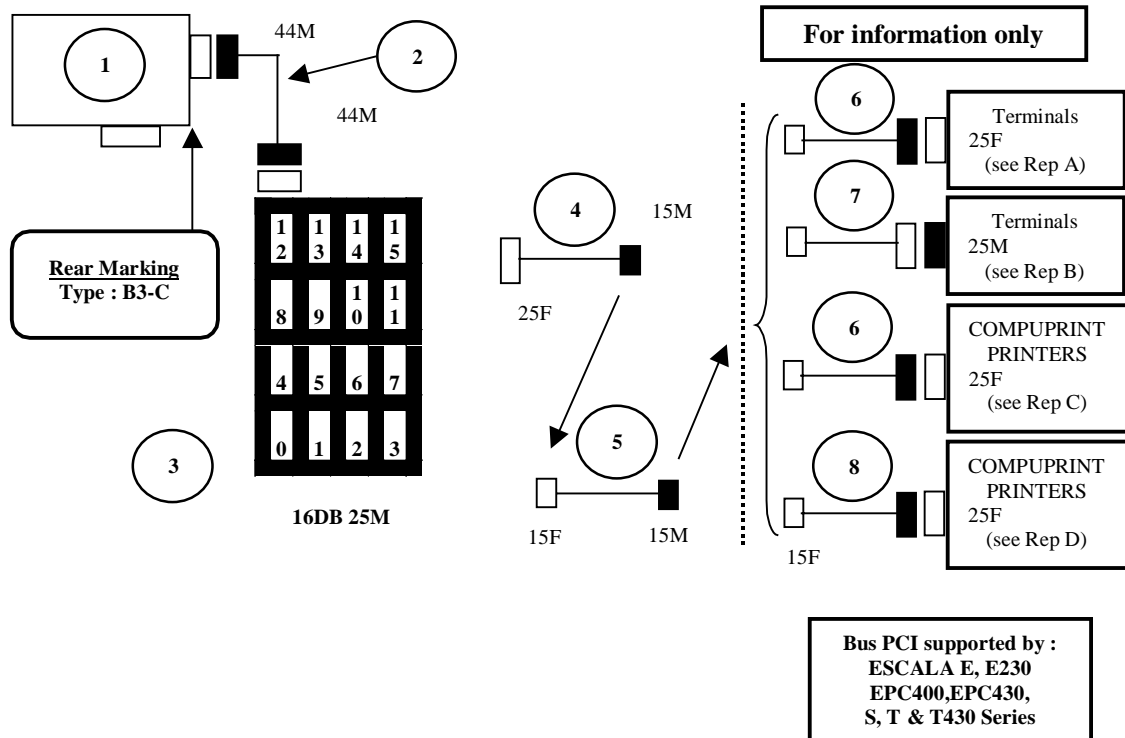 1
44M
2
44M
Rear Marking
Type : B3-C
12 13 14 15
8 9 10 11
4 5 6 7
0 1 2 3
3
16DB 25M
4
15M
25F
5
15F
15M
For information only
6
Terminals
25F
(see Rep A)
7
Terminals
25M
(see Rep B)
6
COMPUPRINT
PRINTERS
25F
(see Rep C)
8
COMPUPRINT
PRINTERS
25F
(see Rep D)
15F
Bus PCI supported by :
ESCALA E, E230
EPC400,EPC430,
S, T & T430 Series